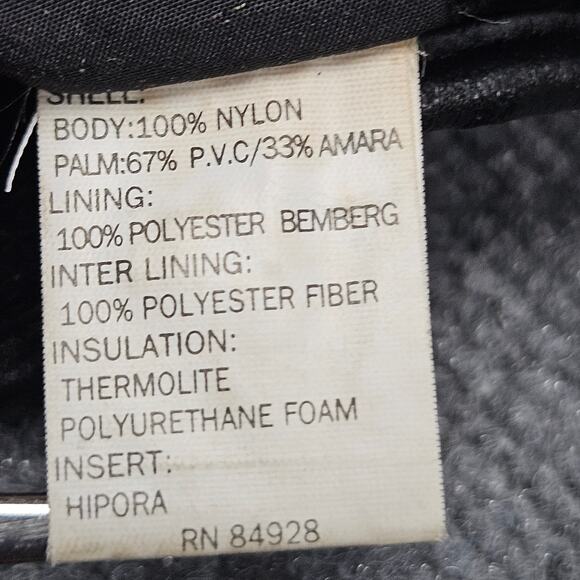 SHELL:
BODY:100% NYLON
PALM:67% P.V.C/33% AMARA
LINING:
100% POLYESTER BEMBERG
INTER LINING:
100% POLYESTER FIBER
INSULATION:
THERMOLITE
POLYURETHANE FOAM
INSERT:
HIPORA
RN 84928